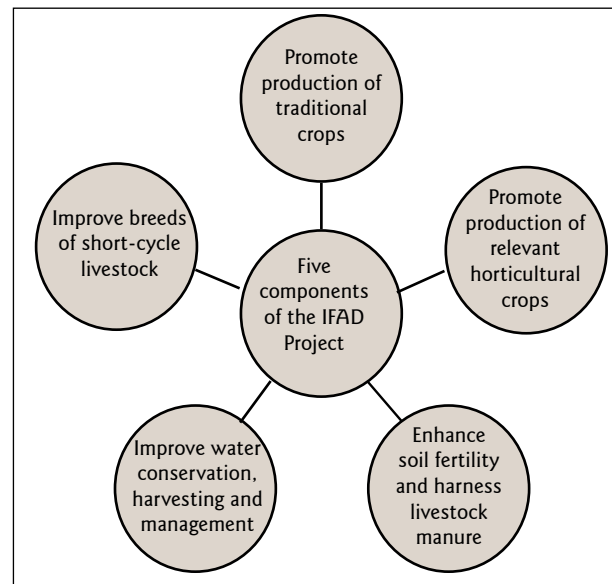 Promote
production of
traditional
crops
Improve breeds
of short-cycle
livestock
Promote
production of
relevant
horticultural
crops
Five
components
of the IFAD
Project
Improve water
conservation,
harvesting and
management
Enhance
soil fertility
and harness
livestock
manure